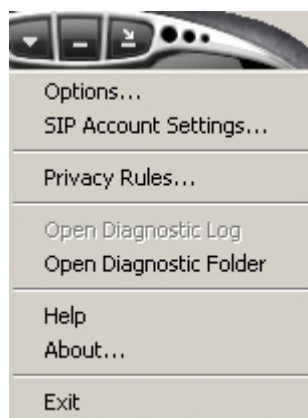 Options...
SIP Account Settings...
Privacy Rules...
Open Diagnostic Log
Open Diagnostic Folder
Help
About...
Exit